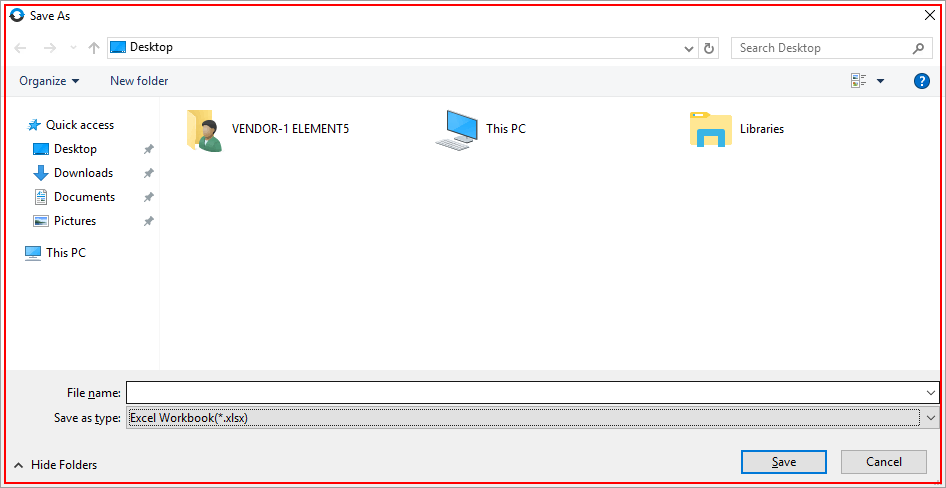 Save As
Desktop
Search Desktop
Organize
New folder
?
Quick access
Desktop
Downloads
Documents
Pictures
This PC
VENDOR-1 ELEMENT5
This PC
Libraries
File name:
Save as type: Excel Workbook(*.xlsx)
Hide Folders
Save
Cancel